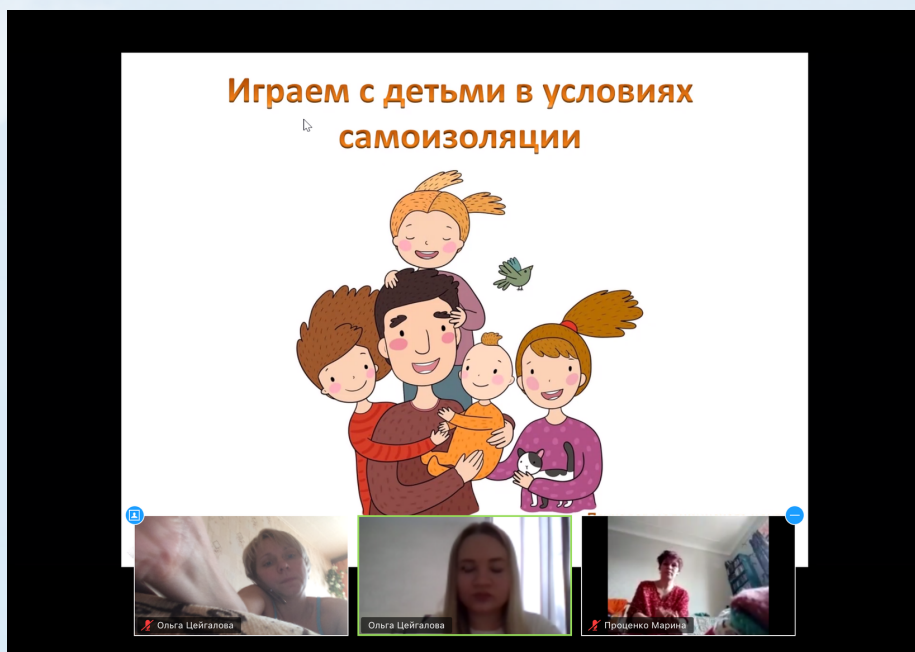 Играем с детьми в условиях
самоизоляции
Ольга Цейгалова
Ольга Цейгалова
Проценко Марина